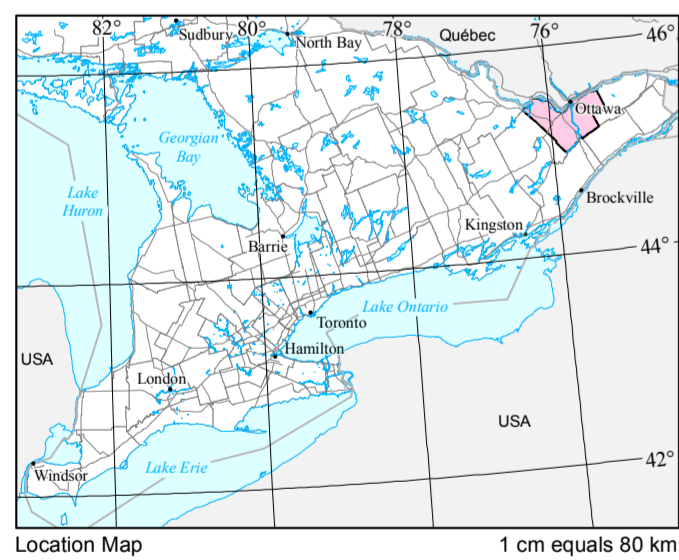 82°
80°
78°
76°
46°
Sudbury
North Bay
Québec
Ottawa
Georgian
Bay
Lake
Huron
Brockville
Kingston
Barrie
44°
Lake Ontario
Toronto
Hamilton
USA
London
USA
42°
Lake Erie
Windsor
Location Map
1 cm equals 80 km